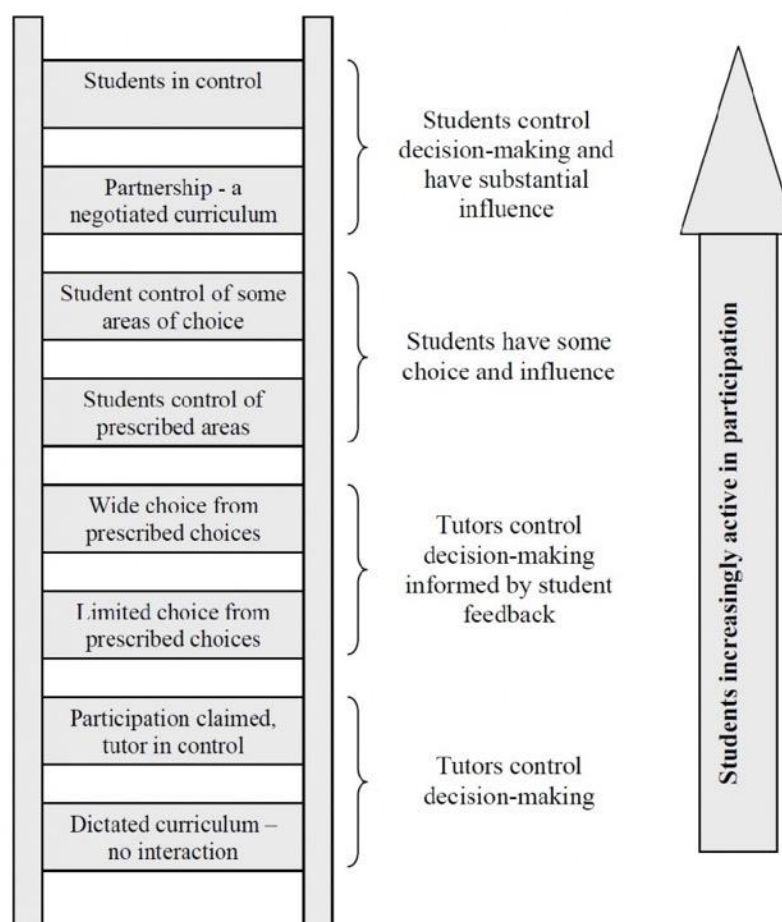 Students in control
Partnership - a
negotiated curriculum
Students control
decision-making and
have substantial
influence
Student control of some
areas of choice
Students control of
prescribed areas
Students have some
choice and influence
Wide choice from
prescribed choices
Limited choice from
prescribed choices
Tutors control
decision-making
informed by student
feedback
Participation claimed,
tutor in control
Dictated curriculum –
no interaction
Tutors control
decision-making
Students increasingly active in participation